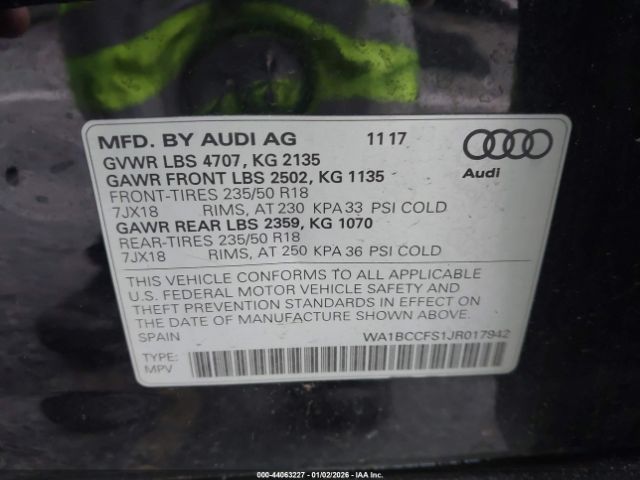 MFD. BY AUDI AG 11 17
GVWR LBS 4707, KG 2135
GAWR FRONT LBS 2502, KG 1135
FRONT-TIRES 235/50 R18
7JX18 RIMS, AT 230 KPA 33 PSI COLD
GAWR REAR LBS 2359, KG 1070
REAR-TIRES 235/50 R18
7JX18 RIMS, AT 250 KPA 36 PSI COLD
Audi
THIS VEHICLE CONFORMS TO ALL APPLICABLE
U.S. FEDERAL MOTOR VEHICLE SAFETY AND
THEFT PREVENTION STANDARDS IN EFFECT ON
THE DATE OF MANUFACTURE SHOWN ABOVE.
SPAIN WA1BCCFS1JR017942
TYPE:
MPV
000-44063227 - 01/02/2026 - IAA Inc.